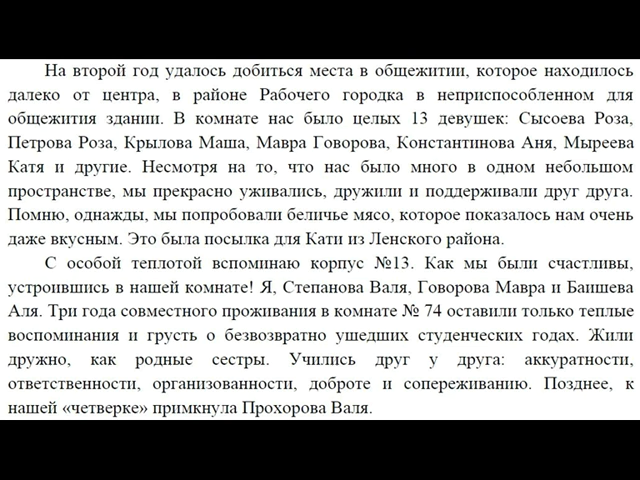 На второй год удалось добиться места в общежитии, которое находилось
далеко от центра, в районе Рабочего городка в неприспособленном для
общежития здании. В комнате нас было целых 13 девушек: Сысоева Роза,
Петрова Роза, Крылова Маша, Мавра Говорова, Константинова Аня, Мыреева
Катя и другие. Несмотря на то, что нас было много в одном небольшом
пространстве, мы прекрасно уживались, дружили и поддерживали друг друга.
Помню, однажды, мы попробовали беличье мясо, которое показалось нам очень
даже вкусным. Это была посылка для Кати из Ленского района.
С особой теплотой вспоминаю корпус №13. Как мы были счастливы,
устроившись в нашей комнате! Я, Степанова Валя, Говорова Мавра и Баишева
Аля. Три года совместного проживания в комнате № 74 оставили только теплые
воспоминания и грусть о безвозвратно ушедших студенческих годах. Жили
дружно, как родные сестры. Учились друг у друга: аккуратности,
ответственности, организованности, доброте и сопереживанию. Позднее, к
нашей «четверке» примкнула Прохорова Валя.